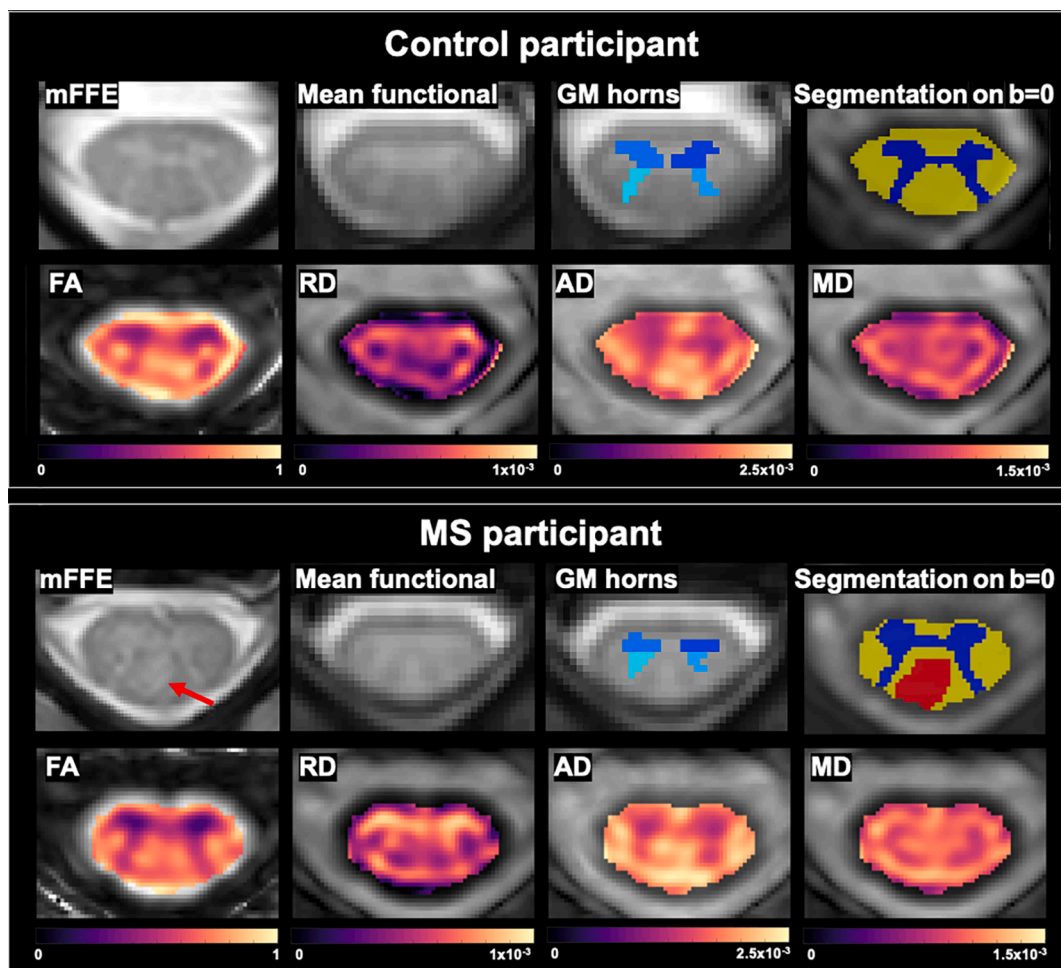 Control participant
mFFE
Mean functional
GM horns
Segmentation on b=0
FA
RD
AD
MD
0
1
0
1x10⁻³
0
2.5x10⁻³
0
1.5x10⁻³
MS participant
mFFE
Mean functional
GM horns
Segmentation on b=0
FA
RD
AD
MD
0
1
0
1x10⁻³
0
2.5x10⁻³
0
1.5x10⁻³